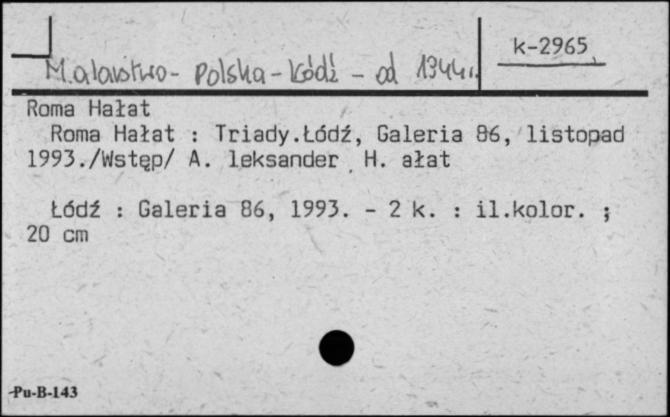 Malarstwo - Polska - Łódź - od 1944 r.
k-2965
Roma Hałat
Roma Hałat : Triady.Łódź, Galeria 86, listopad
1993./Wstęp/ A. leksander H. ałat
Łódź : Galeria 86, 1993. - 2 k. : il.kolor. ;
20 cm
Pu-B-143